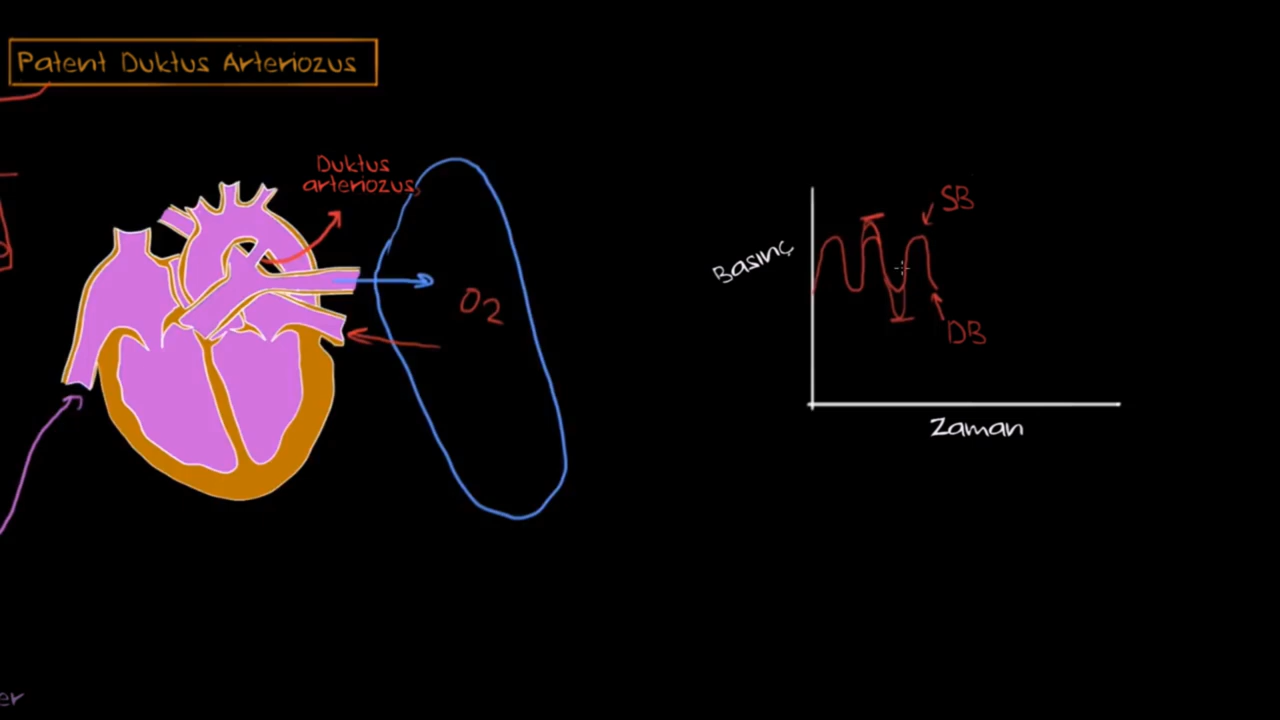 Patent Duktus Arteriozus
Duktus
arteriozus
O2
SB
Basınç
DB
Zaman